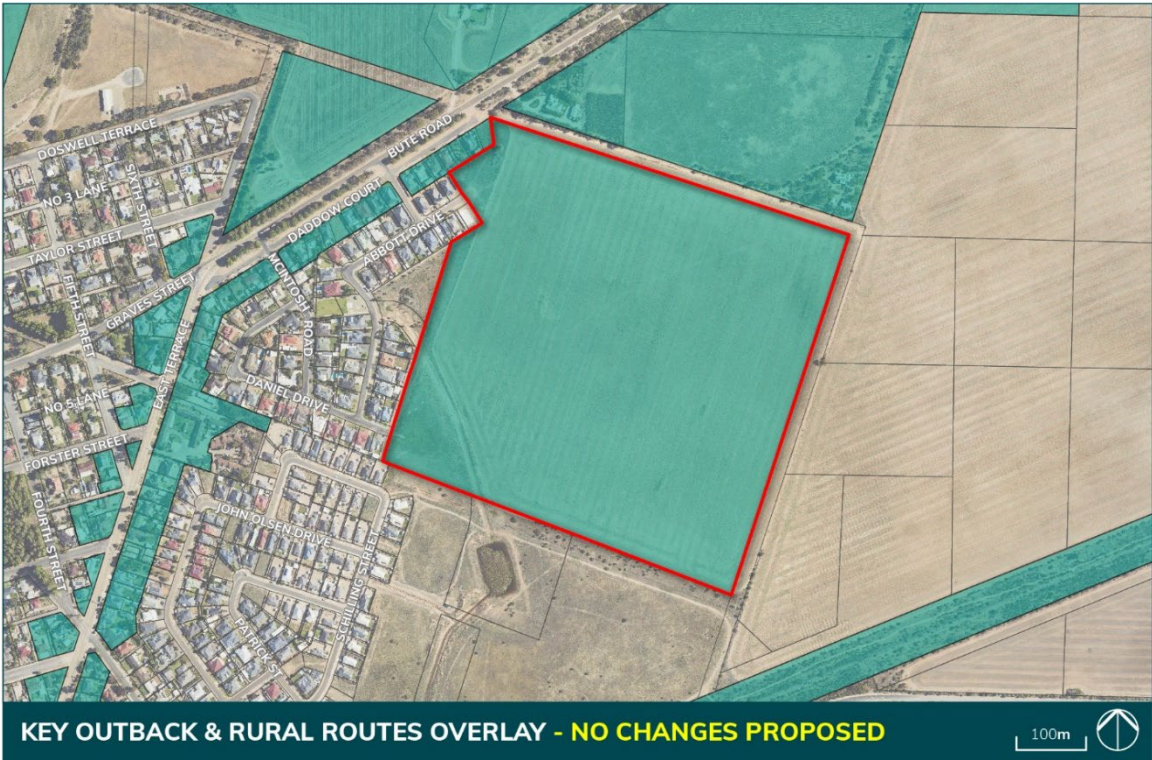 DOSWELL TERRACE
BUTE ROAD
NO 3 LANE
SIXTH STREET
DADDOW COURT
TAYLOR STREET
ABBOTT DRIVE
MCINTOSH ROAD
GRAVES STREET
FIFTH STREET
EAST TERRACE
DANIEL DRIVE
NO 5 LANE
FORSTER STREET
FOURTH STREET
JOHN OLSEN DRIVE
SCHILLING STREET
PATRICK ST
KEY OUTBACK & RURAL ROUTES OVERLAY - NO CHANGES PROPOSED
100m